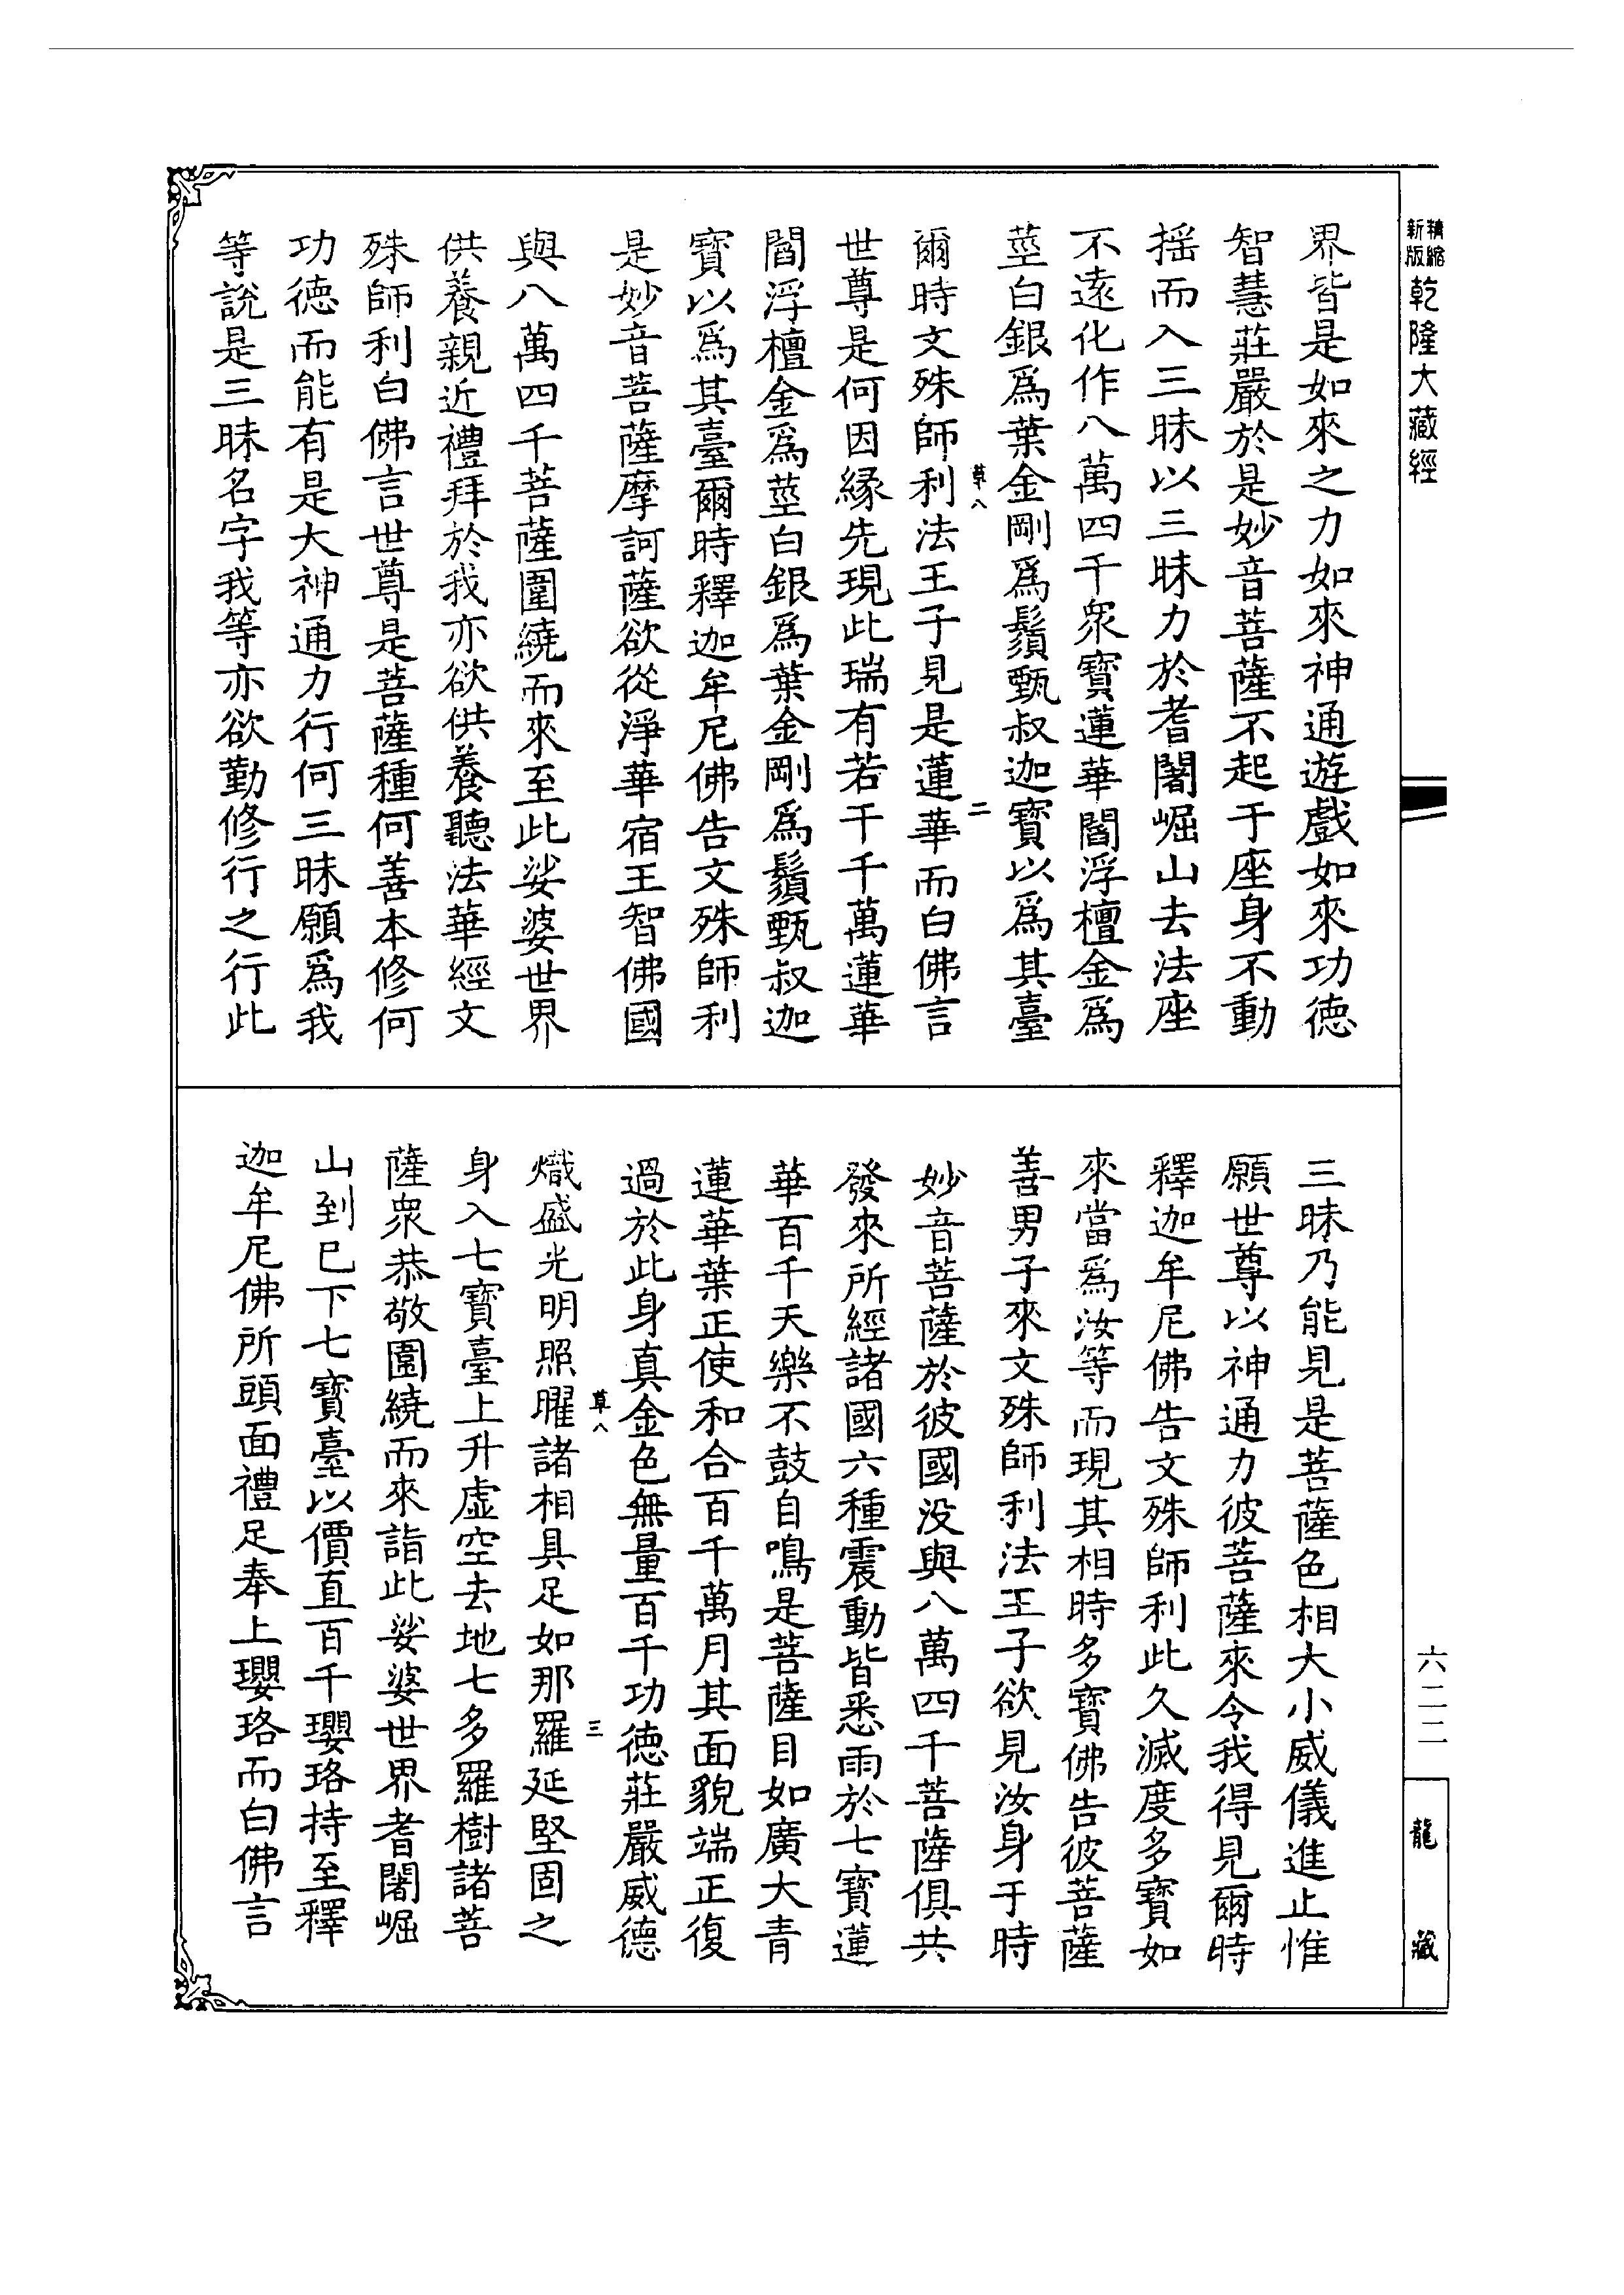 新版 精縮 乾隆大藏經
界皆是如來之力如來神通遊戲如來功德
智慧莊嚴於是妙音菩薩不起于座身不動
搖而入三昧以三昧力於耆闍崛山去法座
不遠化作八萬四千衆寶蓮華閻浮檀金爲
莖白銀爲葉金剛爲鬚甄叔迦寶以爲其臺
草八 二
爾時文殊師利法王子見是蓮華而白佛言
世尊是何因緣先現此瑞有若干千萬蓮華
閻浮檀金爲莖白銀爲葉金剛爲鬚甄叔迦
寶以爲其臺爾時釋迦牟尼佛告文殊師利
是妙音菩薩摩訶薩欲從淨華宿王智佛國
與八萬四千菩薩圍繞而來至此娑婆世界
供養親近禮拜於我亦欲供養聽法華經文
殊師利白佛言世尊是菩薩種何善本修何
功德而能有是大神通力行何三昧願爲我
等說是三昧名字我等亦欲勤修行之行此
三昧乃能見是菩薩色相大小威儀進止惟
願世尊以神通力彼菩薩來令我得見爾時
釋迦牟尼佛告文殊師利此久滅度多寶如
來當爲汝等而現其相時多寶佛告彼菩薩
善男子來文殊師利法王子欲見汝身于時
妙音菩薩於彼國没與八萬四千菩薩俱共
發來所經諸國六種震動皆悉雨於七寶蓮
華百千天樂不鼓自鳴是菩薩目如廣大青
蓮華葉正使和合百千萬月其面貌端正復
過於此身真金色無量百千功德莊嚴威德
草八 三
熾盛光明照曜諸相具足如那羅延堅固之
身入七寶臺上升虛空去地七多羅樹諸菩
薩衆恭敬圍繞而來詣此娑婆世界耆闍崛
山到已下七寶臺以價直百千瓔珞持至釋
迦牟尼佛所頭面禮足奉上瓔珞而白佛言
六二二
龍藏